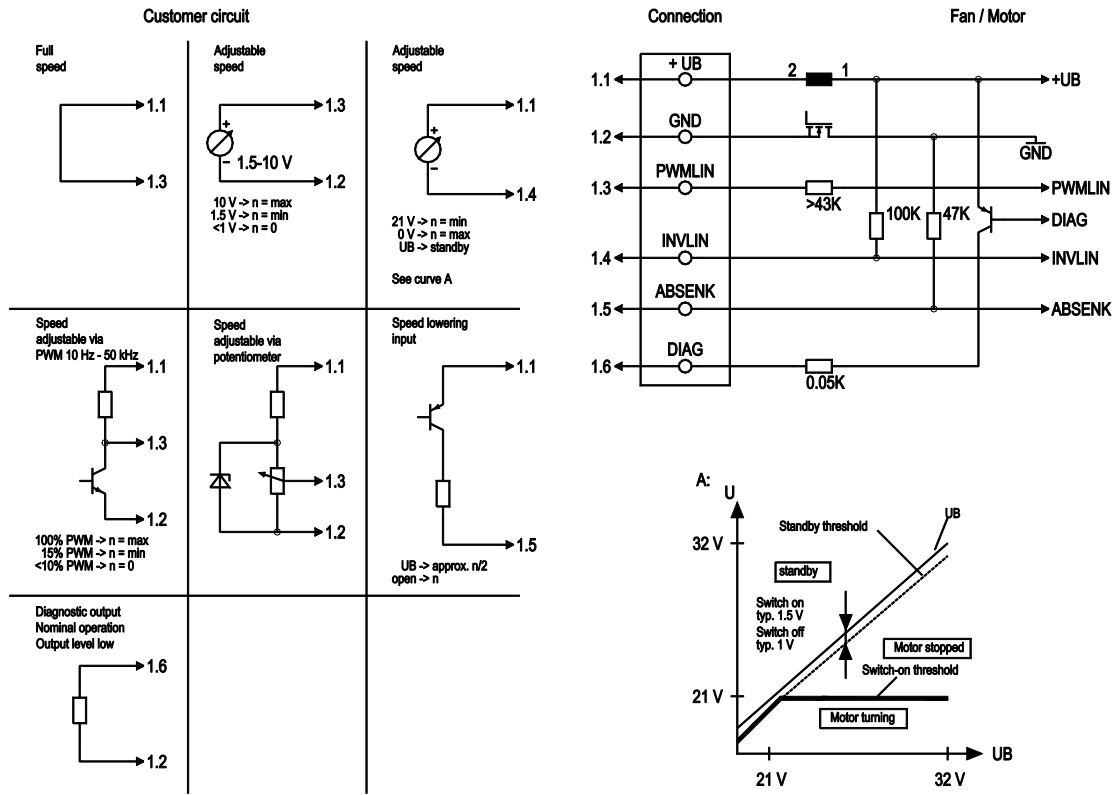 Customer circuit
Full
speed
1.1
1.3
Adjustable
speed
1.3
+
–
1.5-10 V
1.2
10 V -> n = max
1.5 V -> n = min
<1 V -> n = 0
Adjustable
speed
1.1
+
–
1.4
21 V -> n = min
0 V -> n = max
UB -> standby
See curve A
Speed
adjustable via
PWM 10 Hz - 50 kHz
1.1
1.3
1.2
100% PWM -> n = max
15% PWM -> n = min
<10% PWM -> n = 0
Speed
adjustable via
potentiometer
1.1
1.3
1.2
Speed lowering
input
1.1
1.5
UB -> approx. n/2
open -> n
Diagnostic output
Nominal operation
Output level low
1.6
1.2
Connection
Fan / Motor
1.1
+ UB
2
1
+UB
1.2
GND
GND
1.3
PWMLIN
>43K
PWMLIN
100K
47K
DIAG
1.4
INVLIN
INVLIN
1.5
ABSENK
ABSENK
1.6
DIAG
0.05K
A:
U
UB
Standby threshold
32 V
standby
Switch on
typ. 1.5 V
Switch off
typ. 1 V
Motor stopped
Switch-on threshold
21 V
Motor turning
UB
21 V
32 V